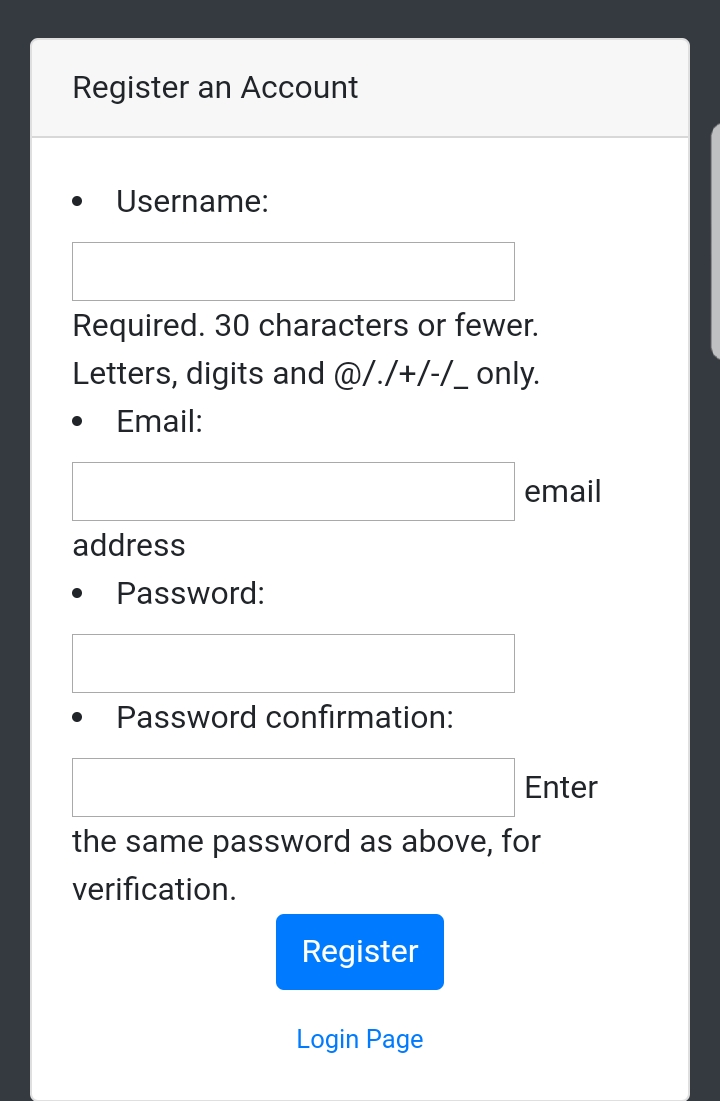 Register an Account
• Username:
Required. 30 characters or fewer.
Letters, digits and @/./+/-/_ only.
• Email:
email
address
• Password:
• Password confirmation:
Enter
the same password as above, for
verification.
Register
Login Page